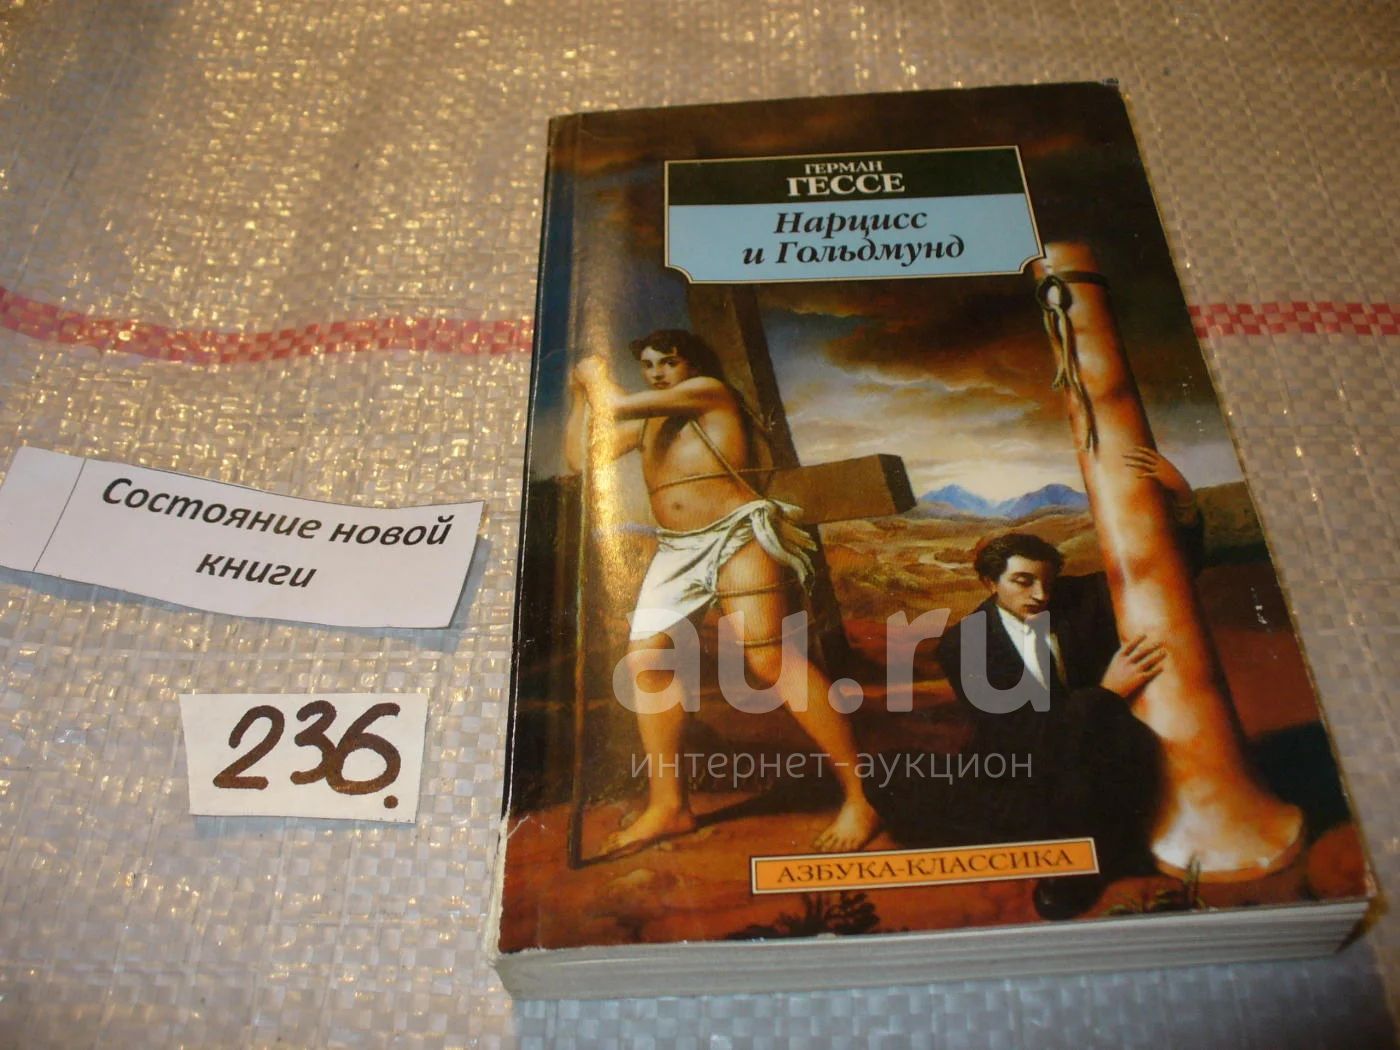 ГЕРМАН
ГЕССЕ
Нарцисс
и Гольдмунд
Состояние новой
книги
236.
au.ru
интернет-аукцион
АЗБУКА-КЛАССИКА